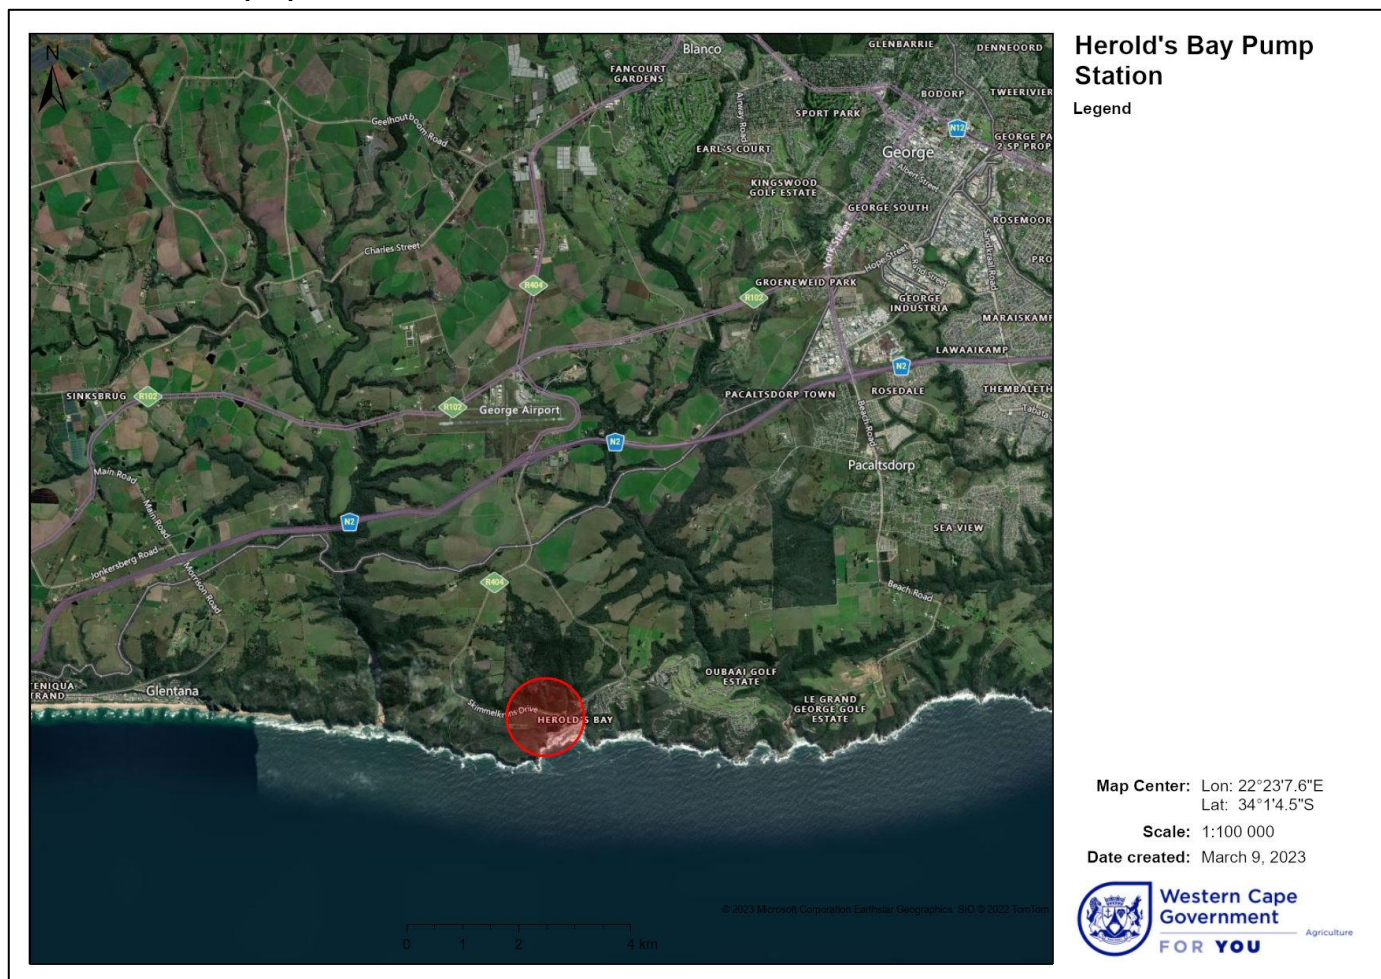 Herold's Bay Pump
Station
Legend
N
Blanco
GLENBARRIE
DENNEOORD
FANCOURT
GARDENS
BODORP
TWEERIVIER
Airway Road
SPORT PARK
Geelhoutboom Road
N12
GEORGE PA
2 SP PROP
EARL'S COURT
George
Albert Street
KINGSWOOD
GOLF ESTATE
GEORGE SOUTH
ROSEMOOR
York Street
Sandkraal Road
Charles Street
Hope Street
PRO
Rand Street
R404
GROENEWEID PARK
R102
GEORGE
INDUSTRIA
MARAISKAMP
LAWAAIKAMP
N2
SINKSBRUG
R102
R102
George Airport
PACALTSDORP TOWN
ROSEDALE
THEMBALETH
Tabata
Beach Road
N2
Main Road
Pacaltsdorp
Main Road
N2
SEA VIEW
Jonkersberg Road
Morrison Road
R404
Beach Road
OUBAAI GOLF
ESTATE
TENIQUA
TRAND
Glentana
LE GRAND
GEORGE GOLF
ESTATE
Skimmelkrans Drive
HEROLD'S BAY
Map Center: Lon: 22°23'7.6"E
Lat: 34°1'4.5"S
Scale: 1:100 000
Date created: March 9, 2023
© 2023 Microsoft Corporation Earthstar Geographics SIO © 2022 TomTom
0 1 2 4 km
Western Cape
Government
Agriculture
FOR YOU